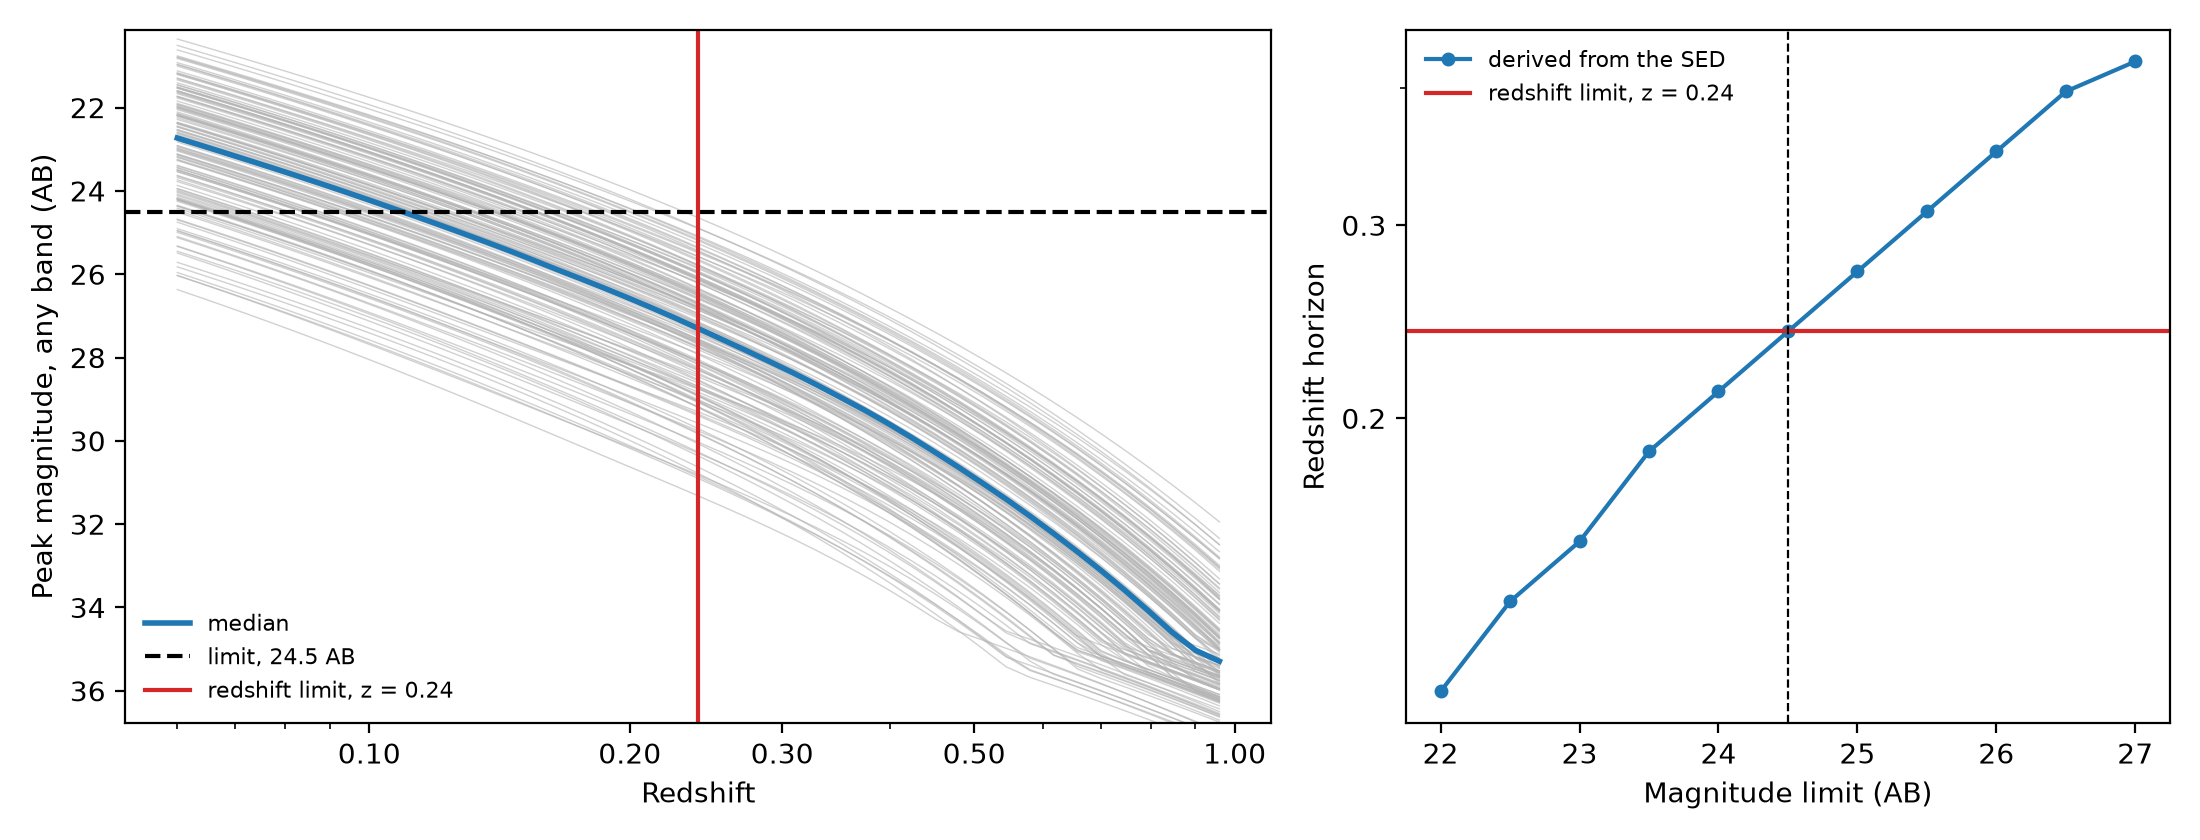 Peak magnitude, any band (AB)
22
24
26
28
30
32
34
36
median
limit, 24.5 AB
redshift limit, z = 0.24
0.10
0.20
0.30
0.50
1.00
Redshift
Redshift horizon
0.3
0.2
derived from the SED
redshift limit, z = 0.24
22
23
24
25
26
27
Magnitude limit (AB)